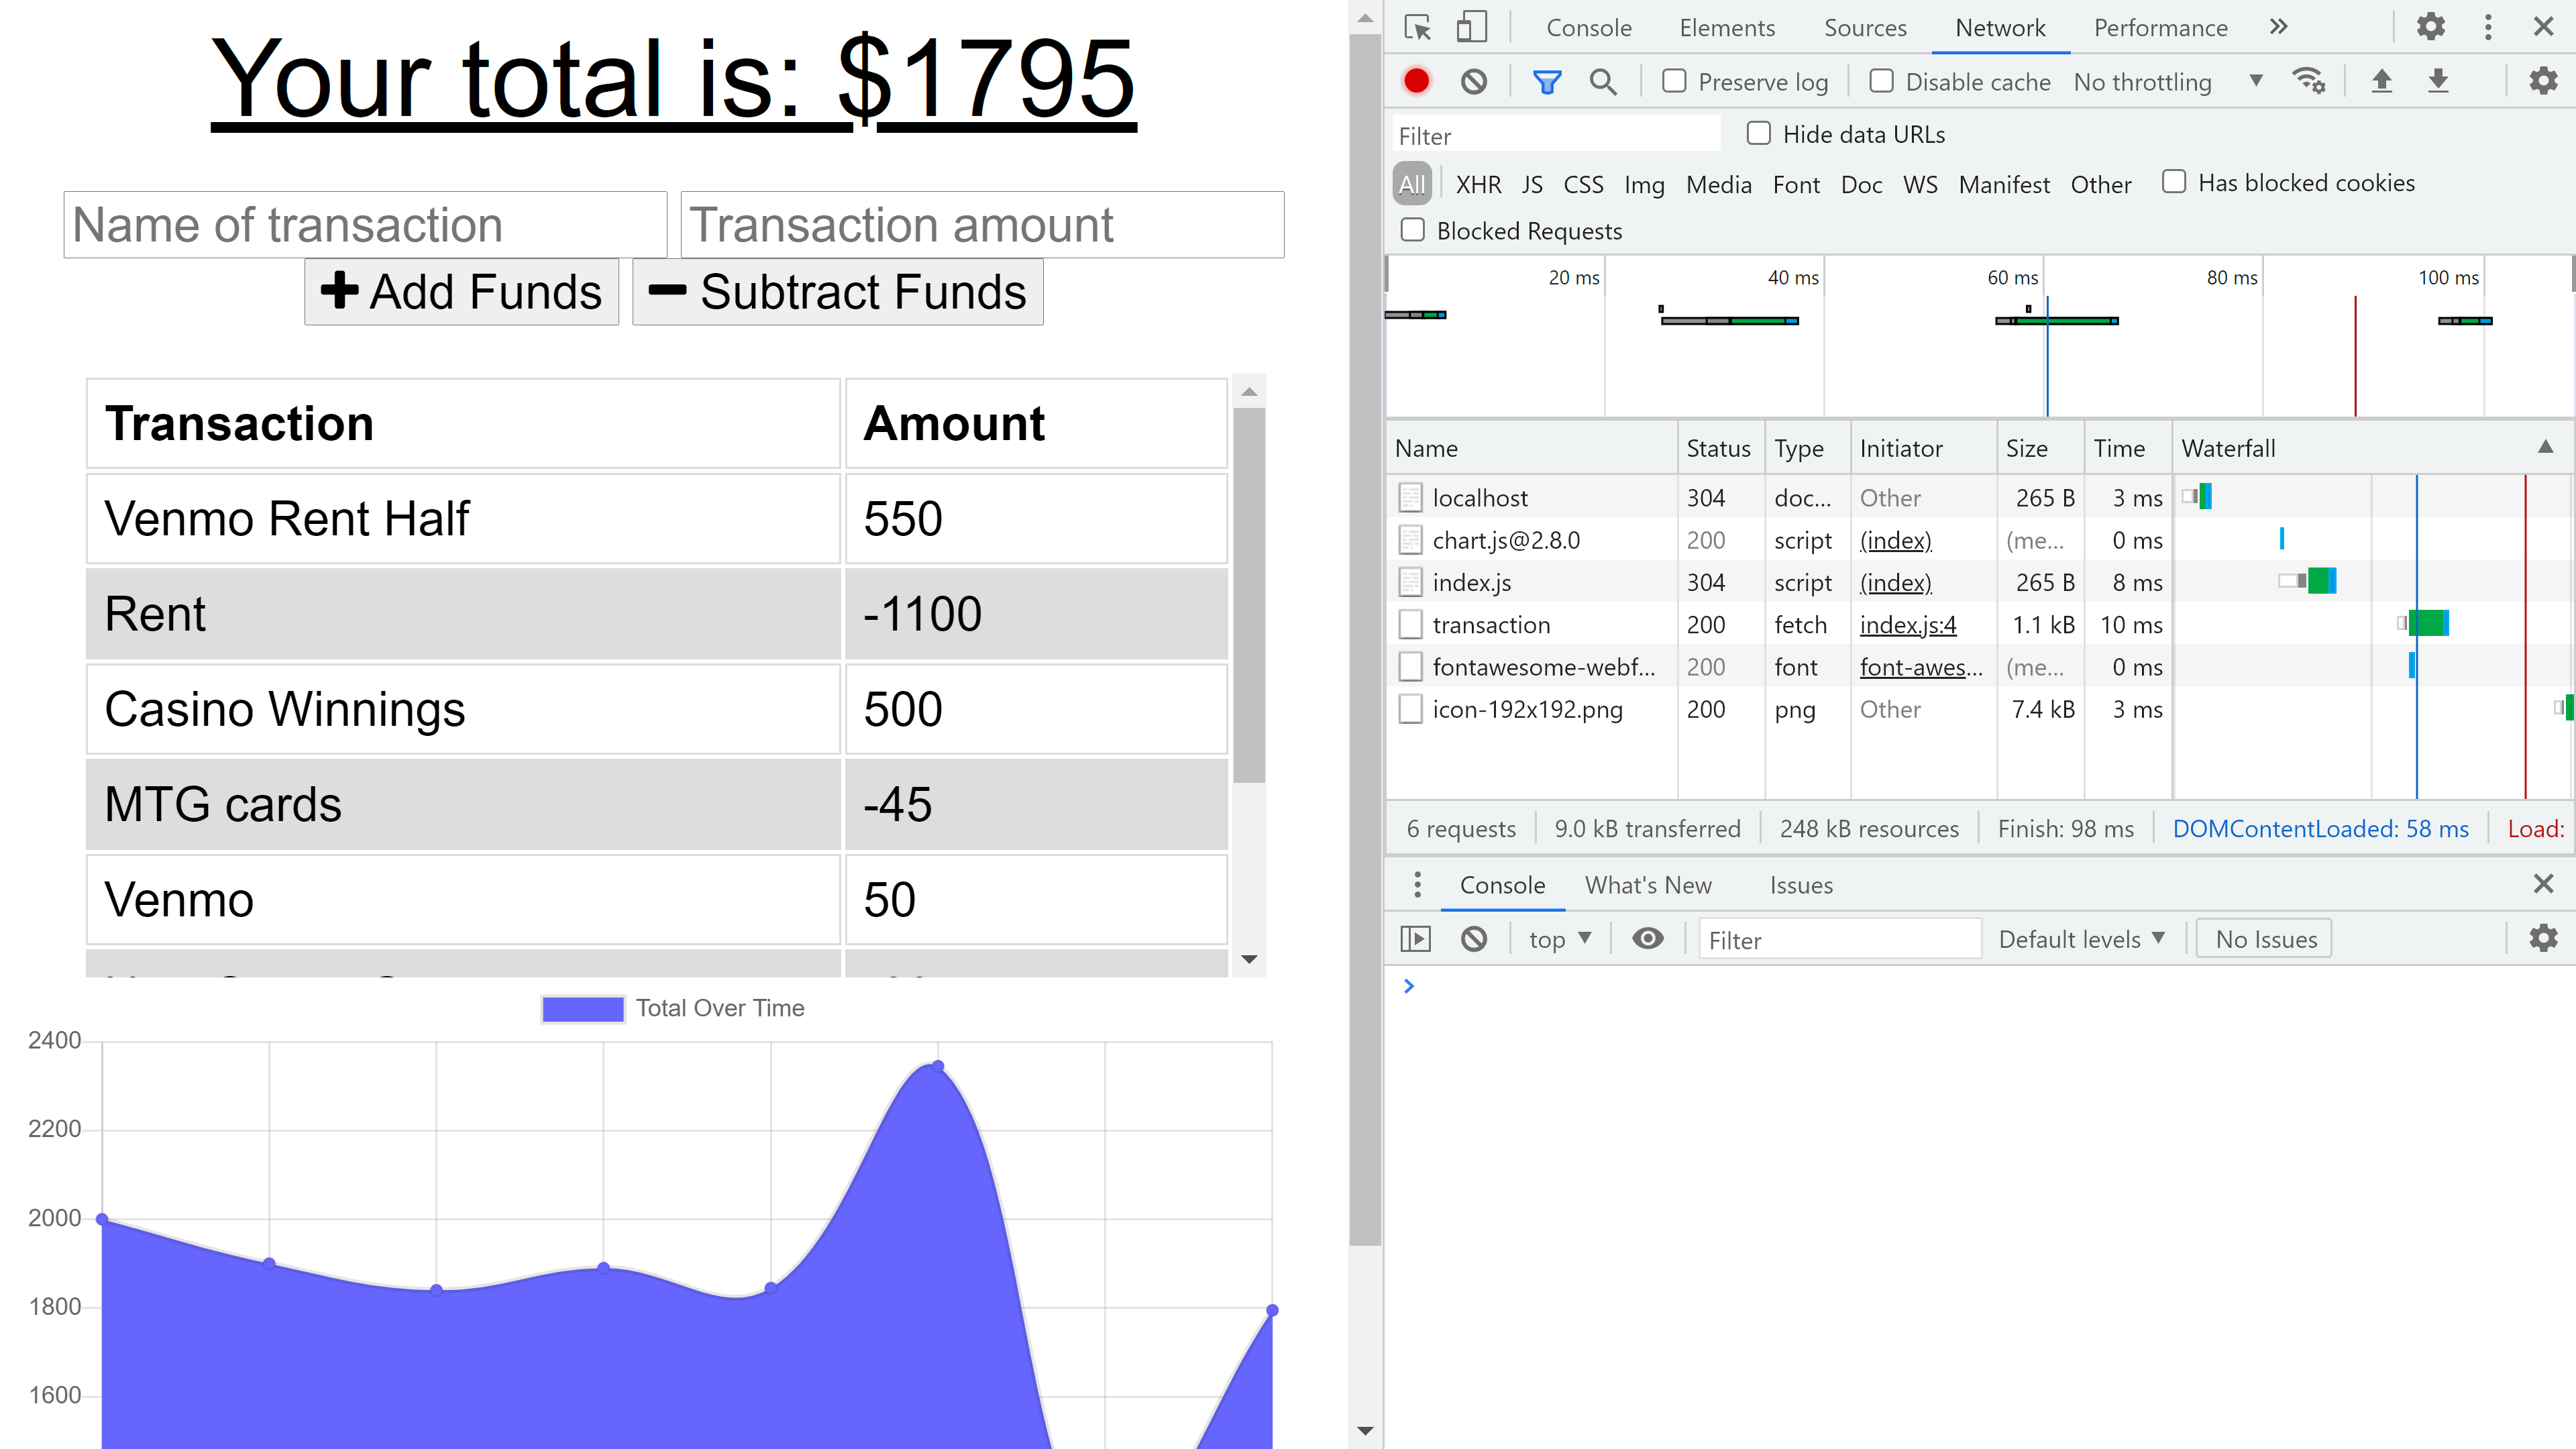 Your total is: $1795
Name of transaction
Transaction amount
Add Funds
Subtract Funds
Transaction Amount
Venmo Rent Half 550
Rent -1100
Casino Winnings 500
MTG cards -45
Venmo 50
Total Over Time
2400
2200
2000
1800
1600
Console Elements Sources Network Performance
Preserve log Disable cache No throttling
Filter Hide data URLs
All XHR JS CSS Img Media Font Doc WS Manifest Other Has blocked cookies
Blocked Requests
20 ms 40 ms 60 ms 80 ms 100 ms
Name Status Type Initiator Size Time Waterfall
localhost 304 doc... Other 265 B 3 ms
chart.js@2.8.0 200 script (index) (me... 0 ms
index.js 304 script (index) 265 B 8 ms
transaction 200 fetch index.js:4 1.1 kB 10 ms
fontawesome-webf... 200 font font-awes... (me... 0 ms
icon-192x192.png 200 png Other 7.4 kB 3 ms
6 requests 9.0 kB transferred 248 kB resources Finish: 98 ms DOMContentLoaded: 58 ms Load:
Console What's New Issues
top Filter Default levels No Issues